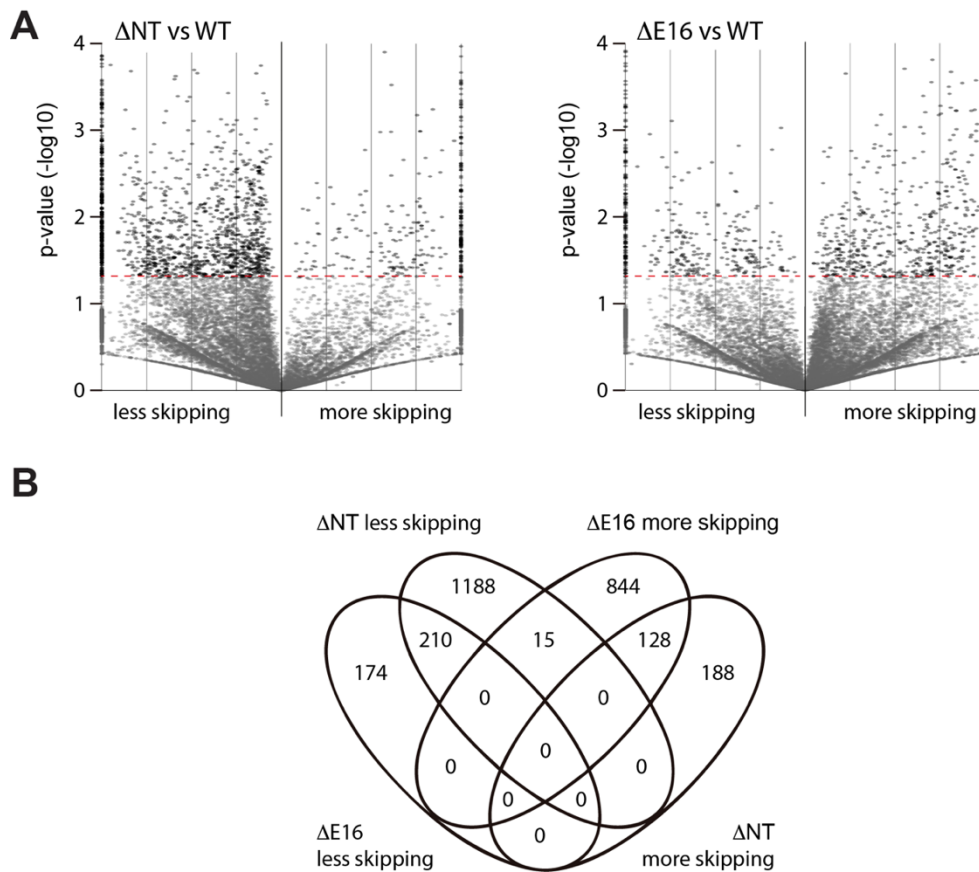 A
ΔNT vs WT
p-value (-log10)
4
3
2
1
0
less skipping
more skipping
ΔE16 vs WT
p-value (-log10)
4
3
2
1
0
less skipping
more skipping
B
ΔNT less skipping
ΔE16 more skipping
1188
844
210
15
128
174
188
0
0
0
0
0
0
0
0
ΔE16
less skipping
ΔNT
more skipping